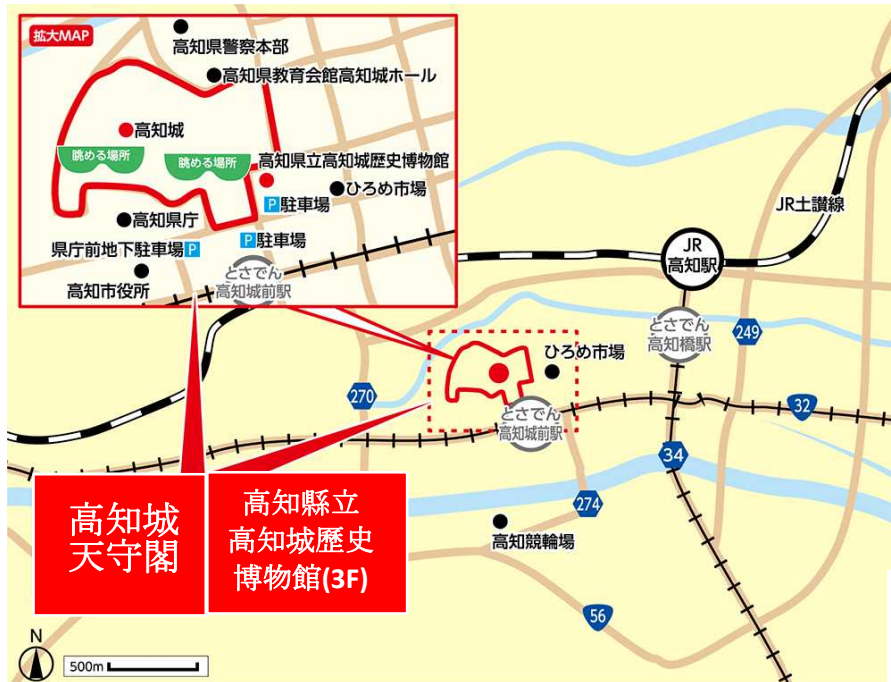 拡大MAP
高知県警察本部
高知県教育会館高知城ホール
高知城
眺める場所
眺める場所
高知県立高知城歴史博物館
ひろめ市場
P駐車場
高知県庁
P駐車場
県庁前地下駐車場P
高知市役所
とさでん
高知城前駅
JR土讃線
JR
高知駅
とさでん
高知橋駅
249
ひろめ市場
270
とさでん
高知城前駅
32
34
274
高知競輪場
56
高知城
天守閣
高知縣立
高知城歷史
博物館(3F)
N
500m